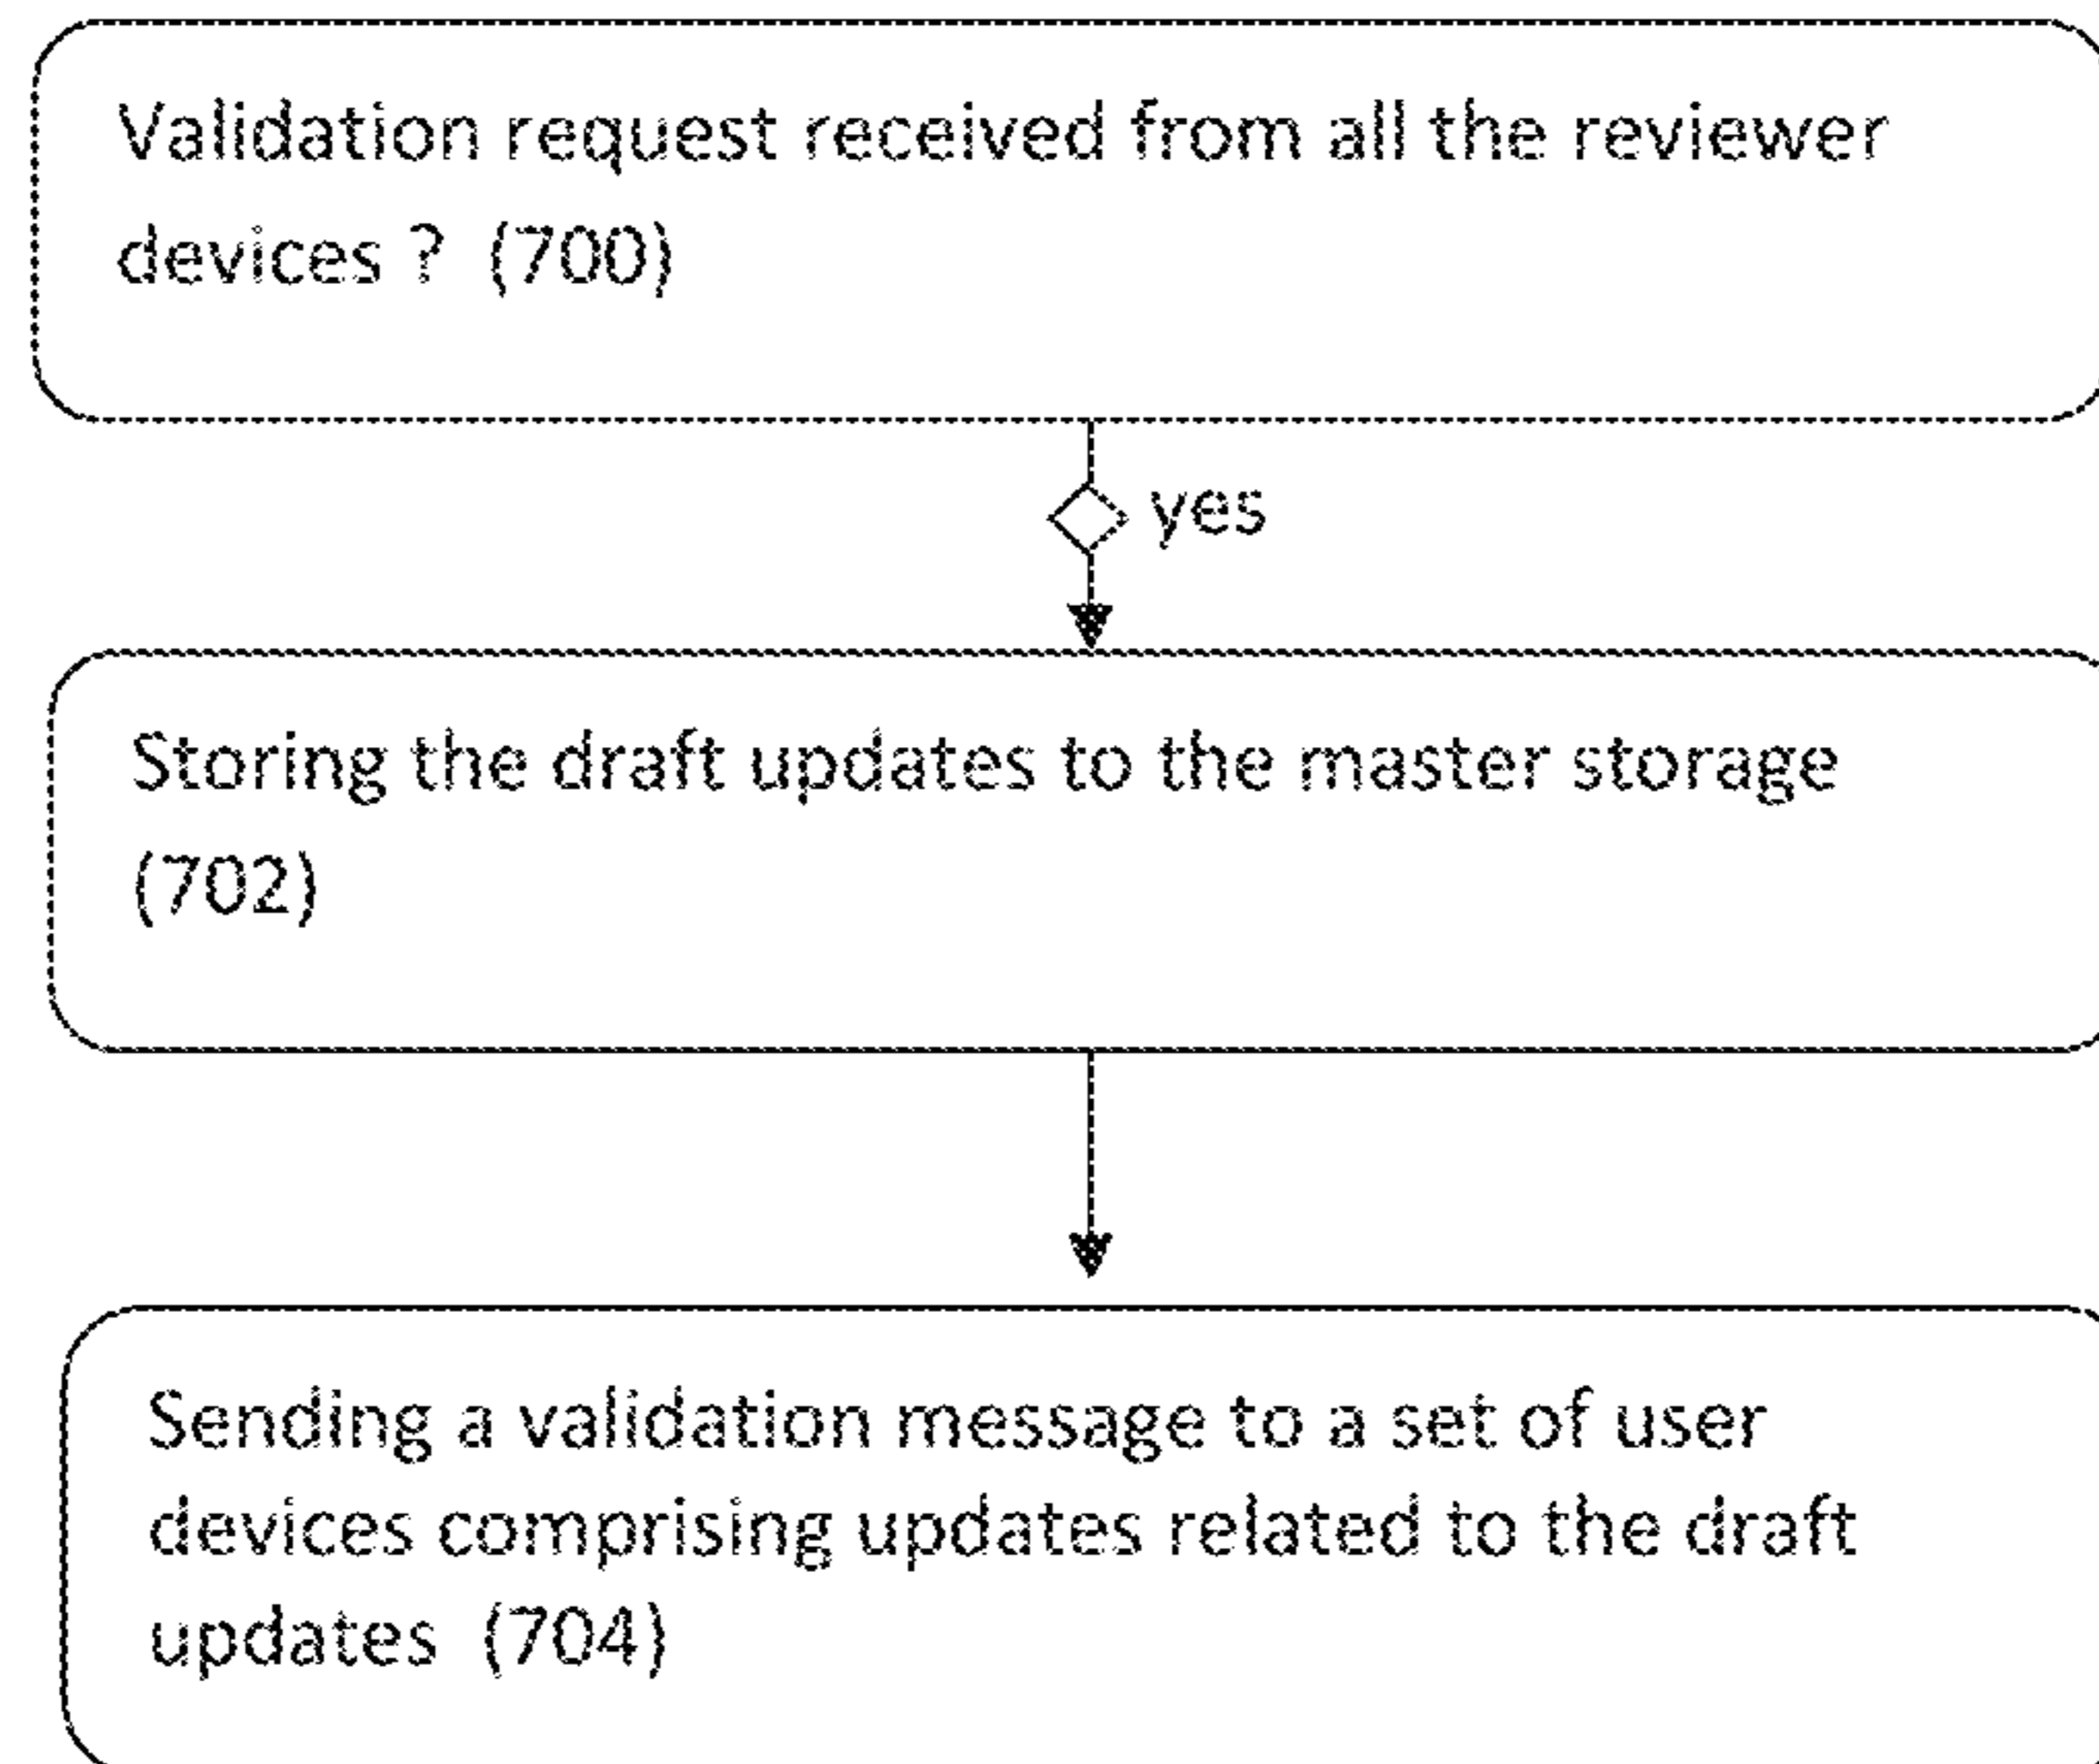 Validation request received from all the reviewer
devices ? (700)
yes
Storing the draft updates to the master storage
(702)
Sending a validation message to a set of user
devices comprising updates related to the draft
updates (704)